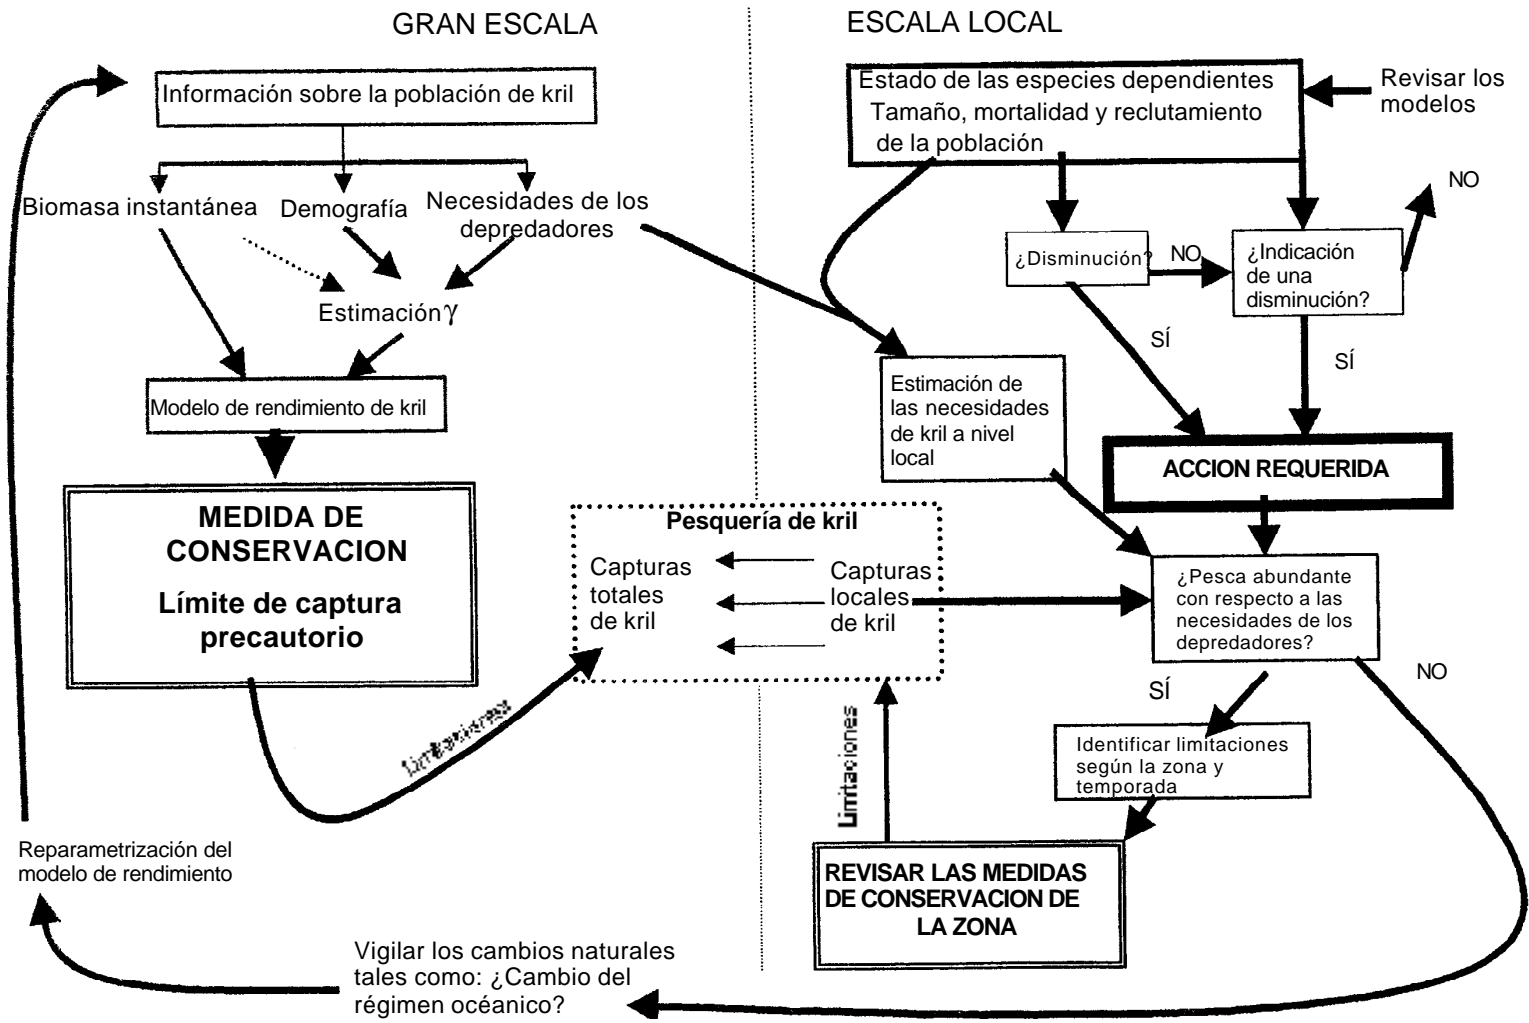 GRAN ESCALA
ESCALA LOCAL
Información sobre la población de kril
Biomasa instantánea
Demografía
Necesidades de los
depredadores
Estimación γ
Modelo de rendimiento de kril
MEDIDA DE
CONSERVACION
Límite de captura
precautorio
Reparametrización del
modelo de rendimiento
Vigilar los cambios naturales
tales como: ¿Cambio del
régimen océanico?
Pesquería de kril
Capturas
totales
de kril
Capturas
locales
de kril
Estado de las especies dependientes
Tamaño, mortalidad y reclutamiento
de la población
Revisar los
modelos
¿Disminución?
NO
¿Indicación
de una
disminución?
NO
SÍ
SÍ
Estimación de
las necesidades
de kril a nivel
local
ACCION REQUERIDA
¿Pesca abundante
con respecto a las
necesidades de los
depredadores?
SÍ
NO
Identificar limitaciones
según la zona y
temporada
Limitaciones
REVISAR LAS MEDIDAS
DE CONSERVACION DE
LA ZONA